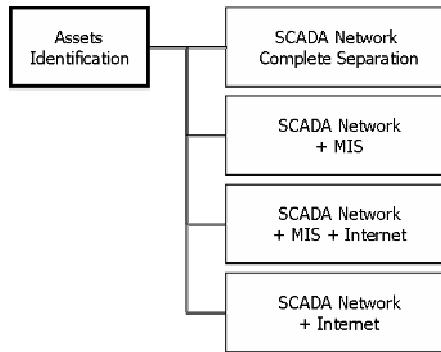 Assets
Identification
SCADA Network
Complete Separation
SCADA Network
+ MIS
SCADA Network
+ MIS + Internet
SCADA Network
+ Internet